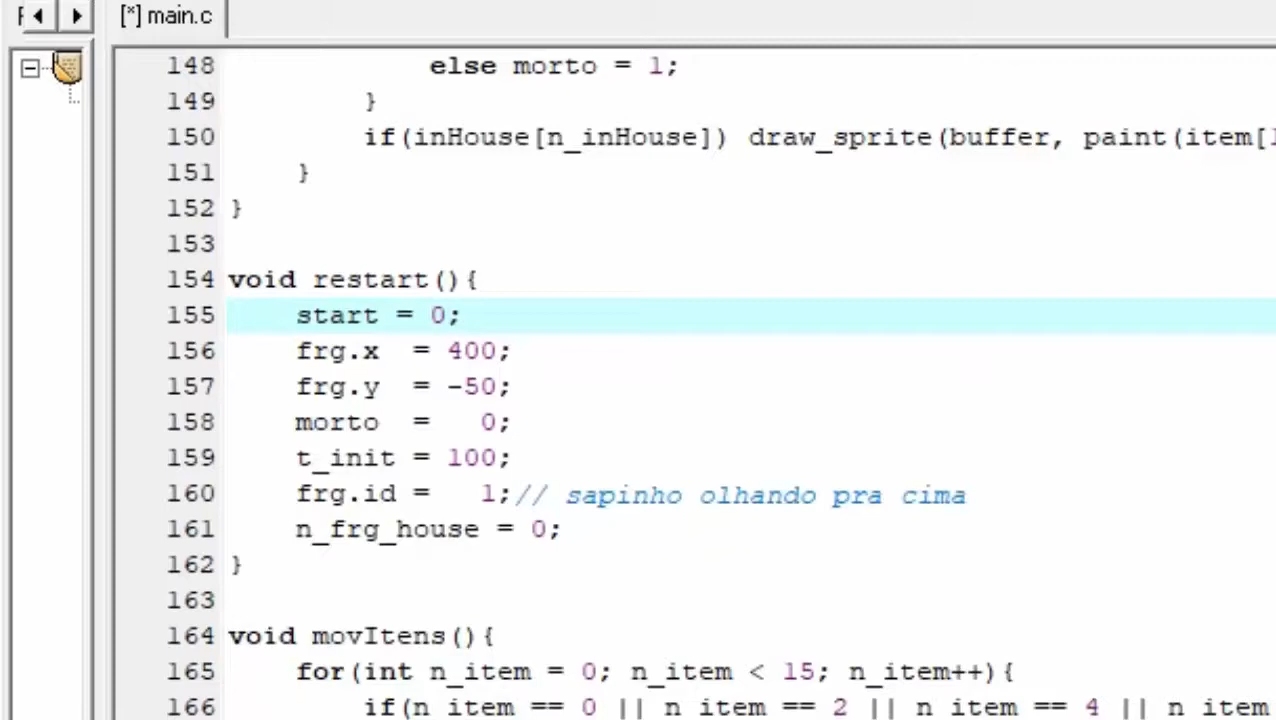 [*] main.c
148 else morto = 1;
149 }
150 if(inHouse[n_inHouse]) draw_sprite(buffer, paint(item[
151 }
152 }
153
154 void restart(){
155 start = 0;
156 frg.x = 400;
157 frg.y = -50;
158 morto = 0;
159 t_init = 100;
160 frg.id = 1;// sapinho olhando pra cima
161 n_frg_house = 0;
162 }
163
164 void movItens(){
165 for(int n_item = 0; n_item < 15; n_item++){
166 if(n_item == 0 || n_item == 2 || n_item == 4 || n_item